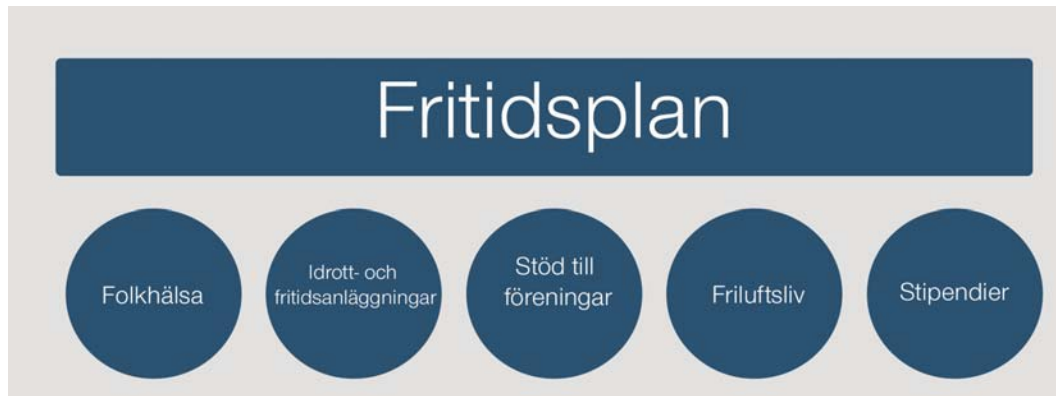 Fritidsplan
Folkhälsa
Idrott- och
fritidsanläggningar
Stöd till
föreningar
Friluftsliv
Stipendier